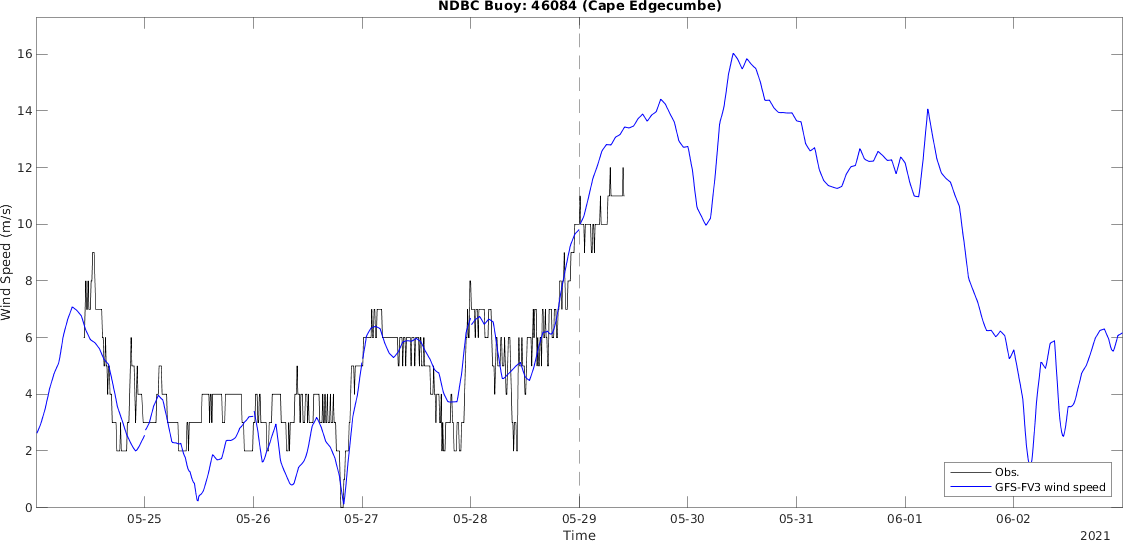 NDBC Buoy: 46084 (Cape Edgecumbe)
Wind Speed (m/s)
16
14
12
10
8
6
4
2
0
05-25 05-26 05-27 05-28 05-29 05-30 05-31 06-01 06-02
Time
2021
Obs.
GFS-FV3 wind speed